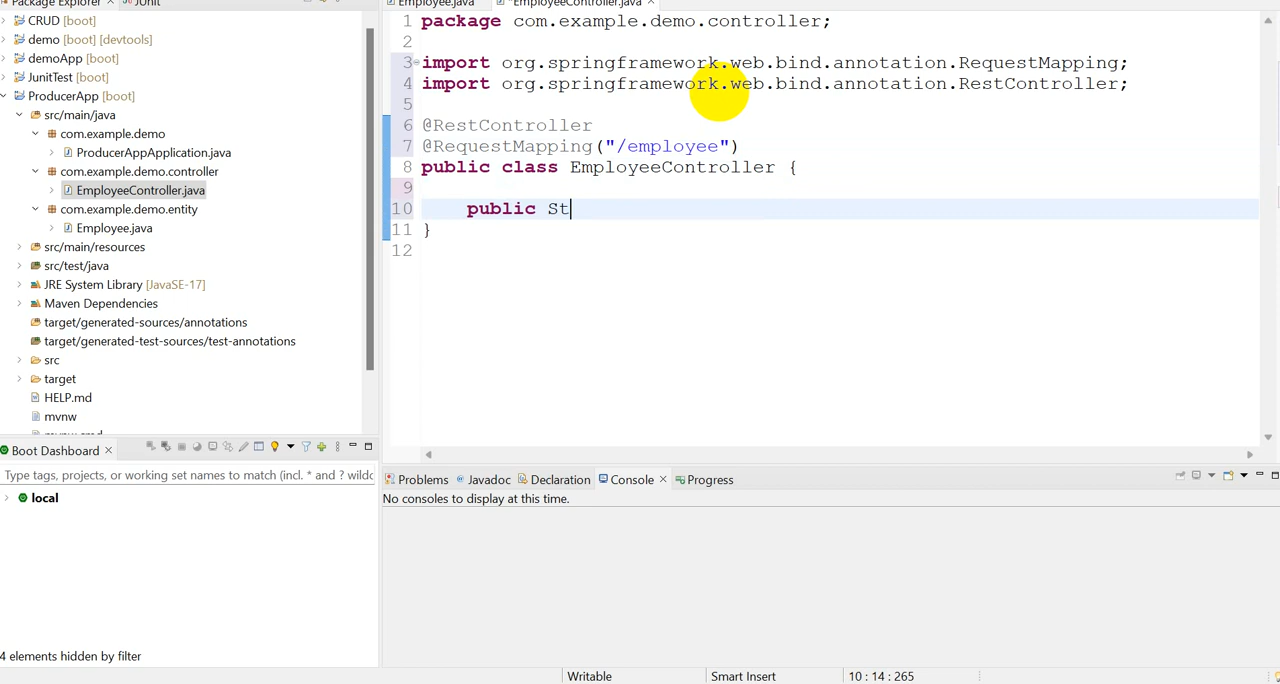 Package Explorer
JUnit
CRUD [boot]
demo [boot] [devtools]
demoApp [boot]
JunitTest [boot]
ProducerApp [boot]
src/main/java
com.example.demo
ProducerAppApplication.java
com.example.demo.controller
EmployeeController.java
com.example.demo.entity
Employee.java
src/main/resources
src/test/java
JRE System Library [JavaSE-17]
Maven Dependencies
target/generated-sources/annotations
target/generated-test-sources/test-annotations
src
target
HELP.md
mvnw
mvnw.cmd
Boot Dashboard
Type tags, projects, or working set names to match (incl. * and ? wildc
local
4 elements hidden by filter
Employee.java
*EmployeeController.java
1 package com.example.demo.controller;
2
3 import org.springframework.web.bind.annotation.RequestMapping;
4 import org.springframework.web.bind.annotation.RestController;
5
6 @RestController
7 @RequestMapping("/employee")
8 public class EmployeeController {
9
10 public St
11 }
12
Problems Javadoc Declaration Console Progress
No consoles to display at this time.
Writable Smart Insert 10 : 14 : 265